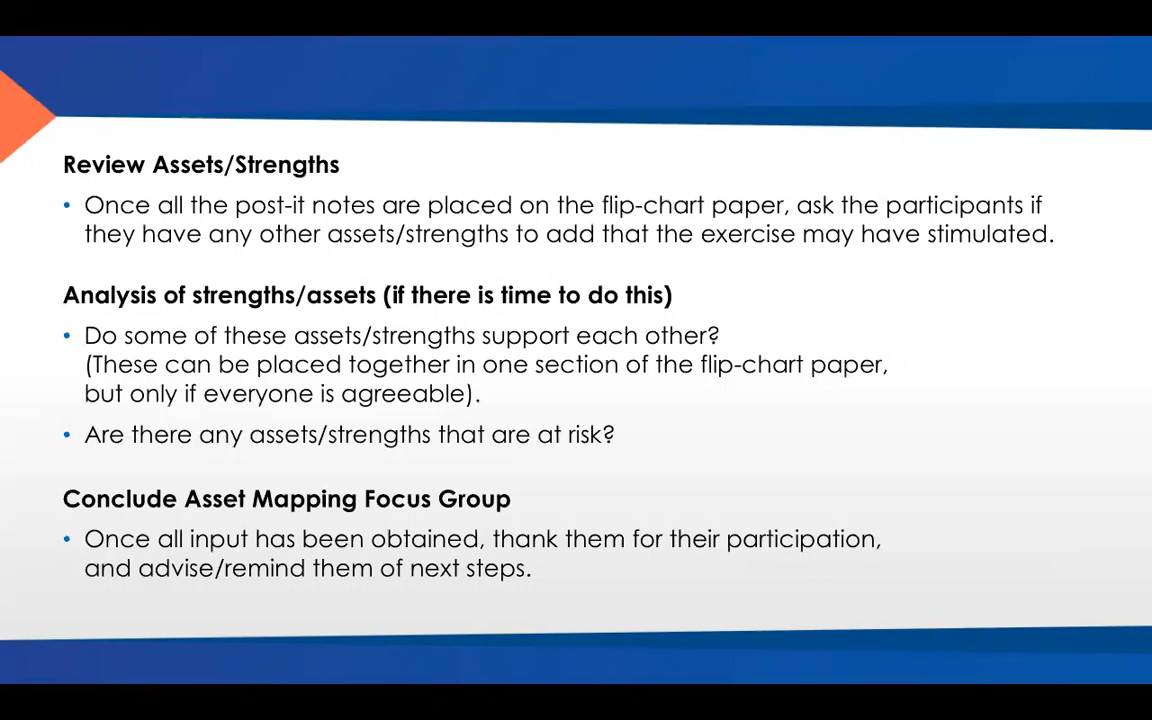 Review Assets/Strengths
• Once all the post-it notes are placed on the flip-chart paper, ask the participants if
they have any other assets/strengths to add that the exercise may have stimulated.
Analysis of strengths/assets (if there is time to do this)
• Do some of these assets/strengths support each other?
(These can be placed together in one section of the flip-chart paper,
but only if everyone is agreeable).
• Are there any assets/strengths that are at risk?
Conclude Asset Mapping Focus Group
• Once all input has been obtained, thank them for their participation,
and advise/remind them of next steps.